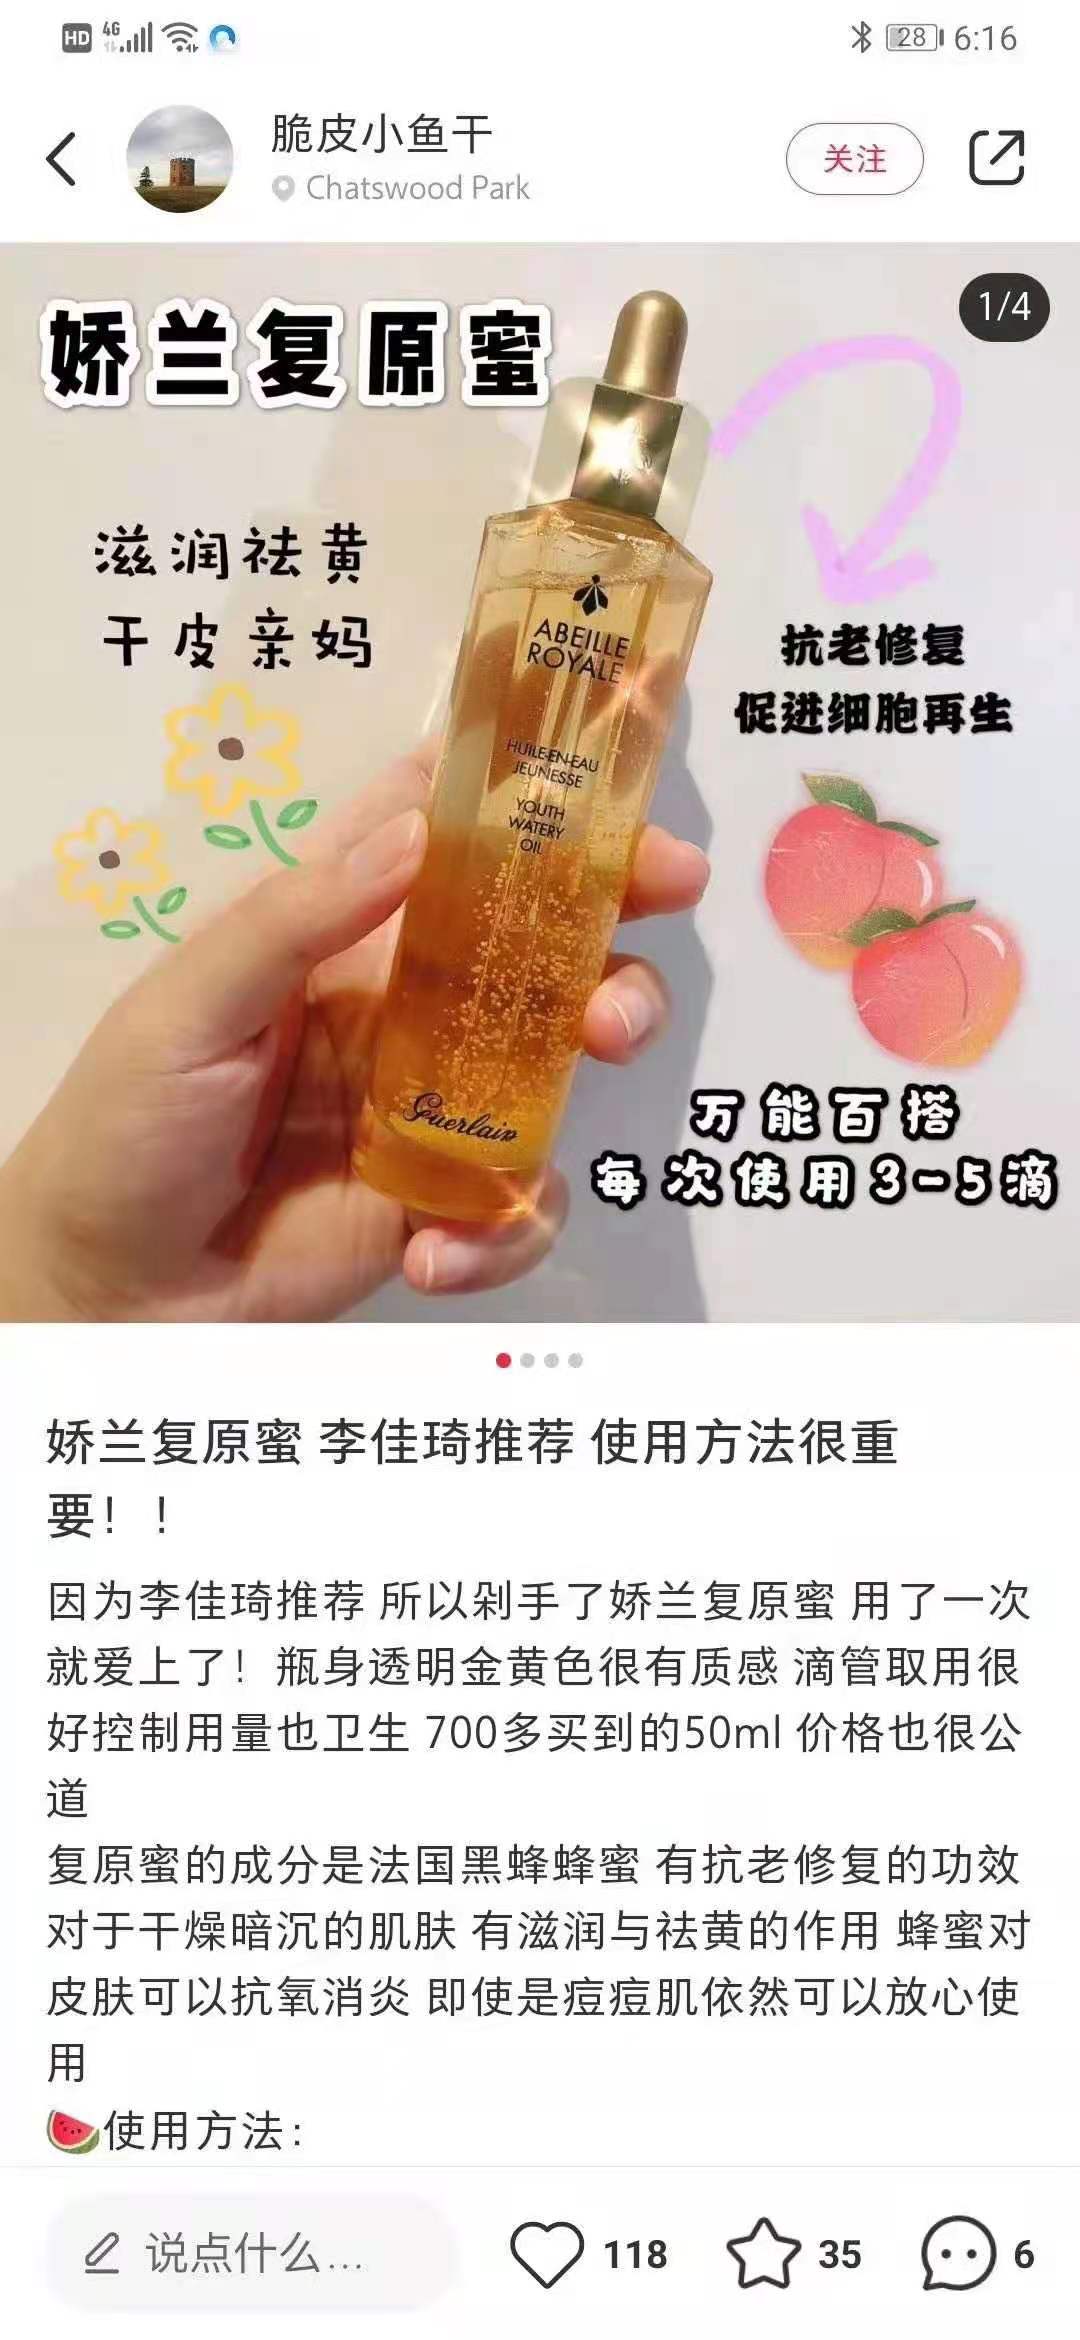 HD 4G 28 6:16
脆皮小鱼干
Chatswood Park
关注
1/4
娇兰复原蜜
滋润祛黄
干皮亲妈
ABEILLE
ROYALE
HUILE-EN-EAU
JEUNESSE
YOUTH
WATERY
OIL
Guerlain
抗老修复
促进细胞再生
万能百搭
每次使用3-5滴
娇兰复原蜜 李佳琦推荐 使用方法很重
要！！
因为李佳琦推荐 所以剁手了娇兰复原蜜 用了一次
就爱上了！瓶身透明金黄色很有质感 滴管取用很
好控制用量也卫生 700多买到的50ml 价格也很公
道
复原蜜的成分是法国黑蜂蜂蜜 有抗老修复的功效
对于干燥暗沉的肌肤 有滋润与祛黄的作用 蜂蜜对
皮肤可以抗氧消炎 即使是痘痘肌依然可以放心使
用
🍉使用方法：
说点什么...
118
35
6